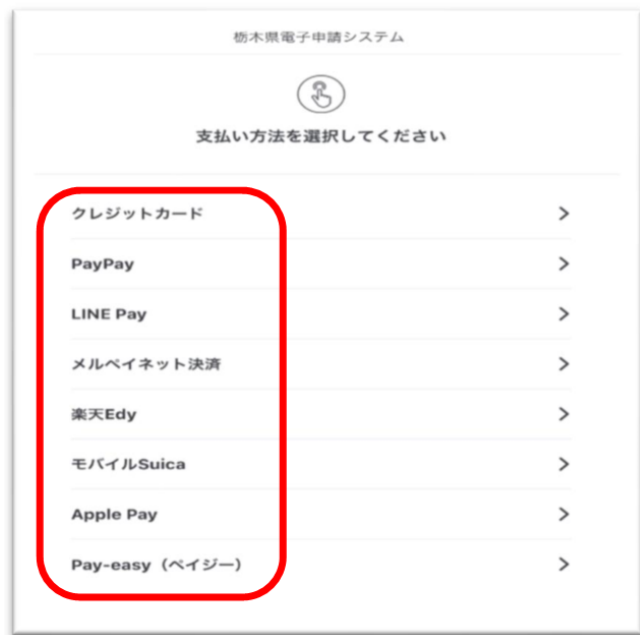 栃木県電子申請システム
支払い方法を選択してください
クレジットカード
PayPay
LINE Pay
メルペイネット決済
楽天Edy
モバイルSuica
Apple Pay
Pay-easy（ペイジー）